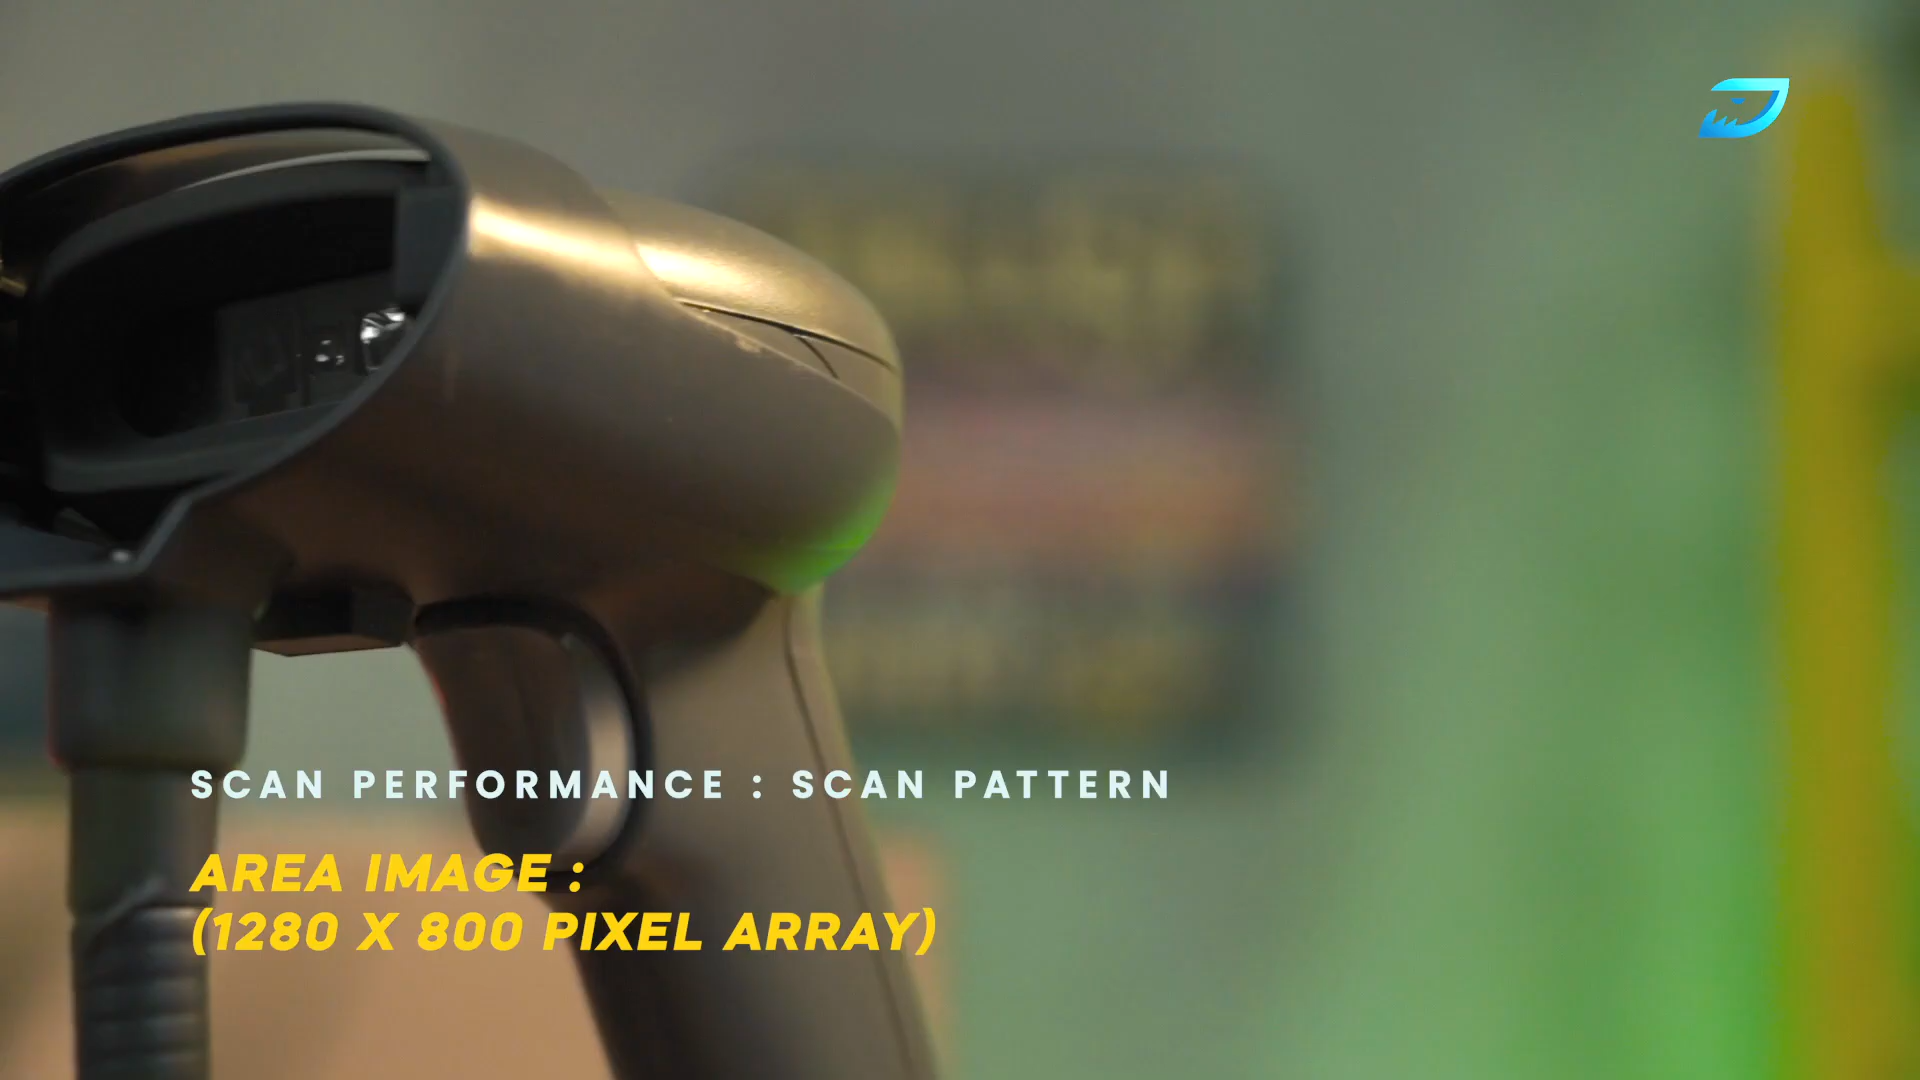 SCAN PERFORMANCE : SCAN PATTERN
AREA IMAGE :
(1280 X 800 PIXEL ARRAY)